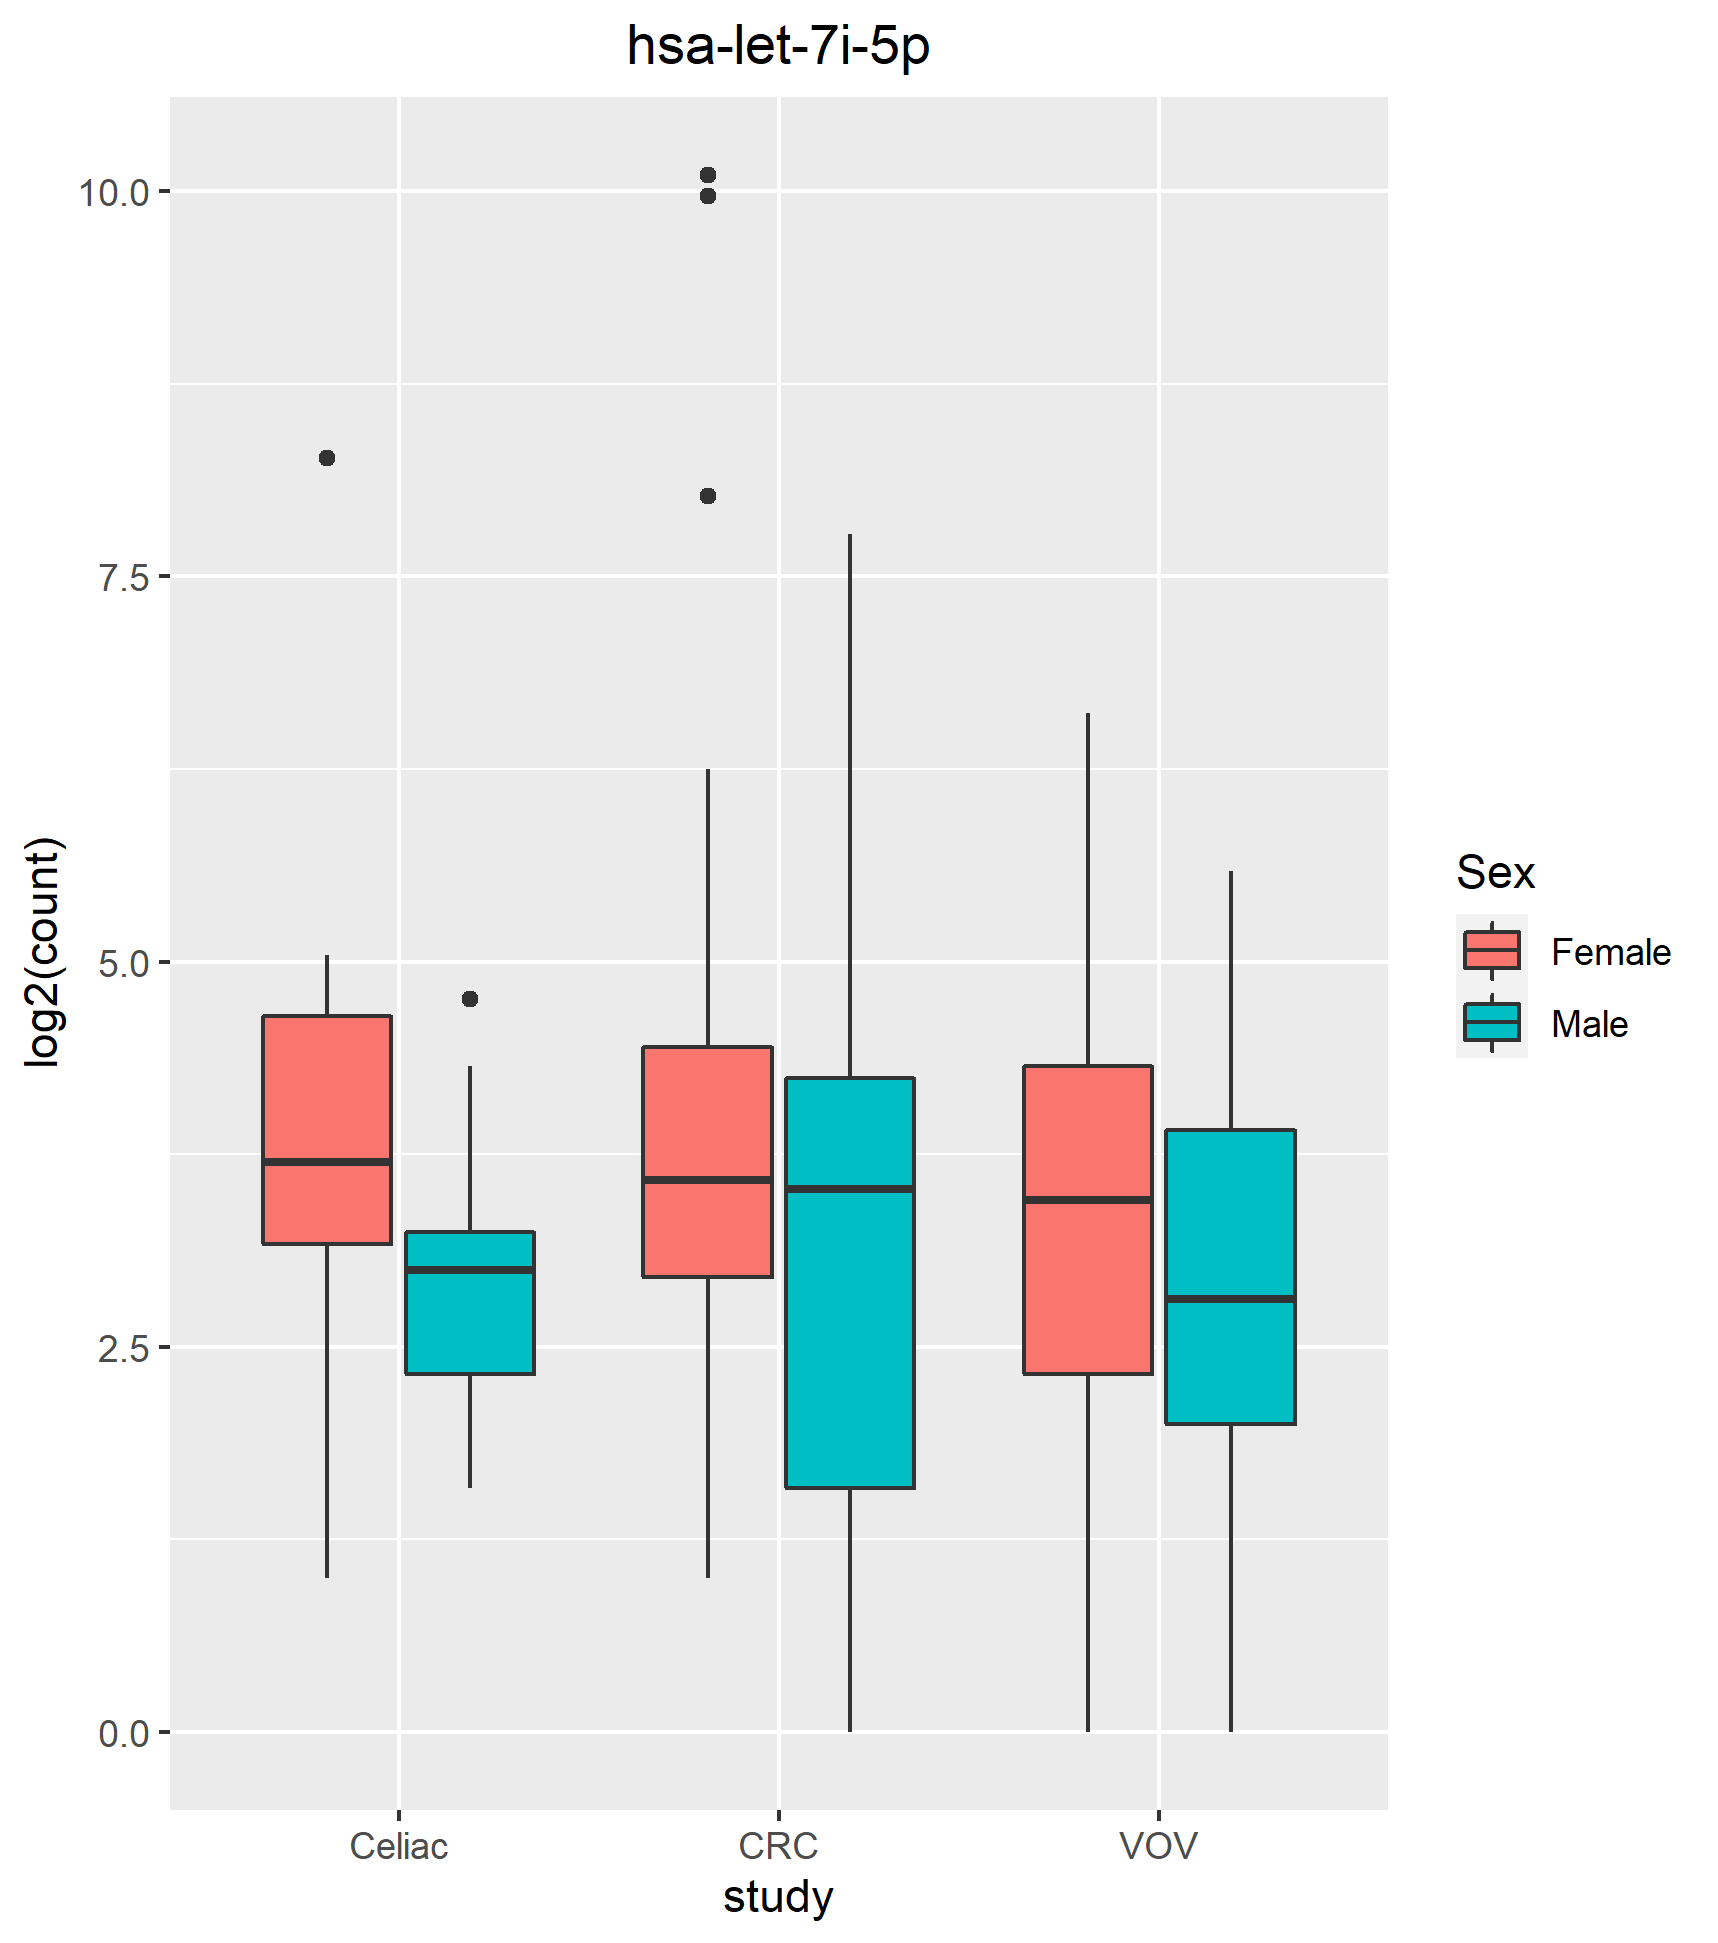 hsa-let-7i-5p
10.0
7.5
5.0
2.5
0.0
log2(count)
Celiac
CRC
VOV
study
Sex
Female
Male